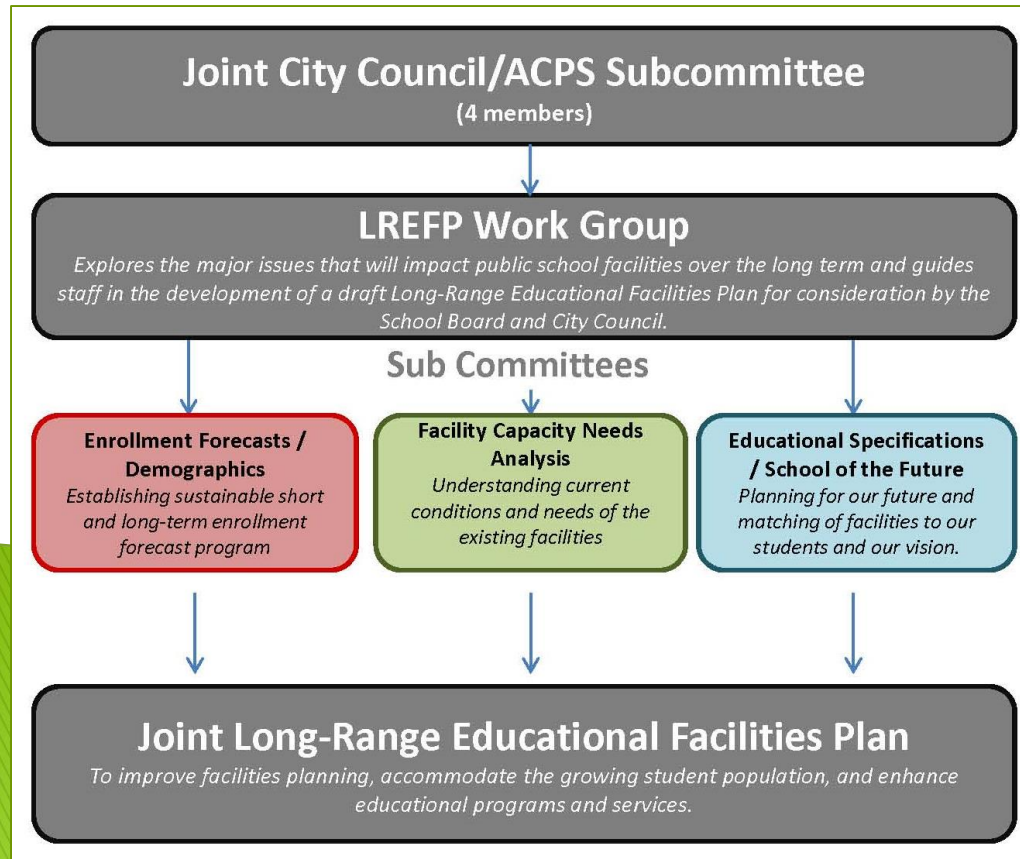 Joint City Council/ACPS Subcommittee
(4 members)
LREFP Work Group
Explores the major issues that will impact public school facilities over the long term and guides
staff in the development of a draft Long-Range Educational Facilities Plan for consideration by the
School Board and City Council.
Sub Committees
Enrollment Forecasts /
Demographics
Establishing sustainable short
and long-term enrollment
forecast program
Facility Capacity Needs
Analysis
Understanding current
conditions and needs of the
existing facilities
Educational Specifications
/ School of the Future
Planning for our future and
matching of facilities to our
students and our vision.
Joint Long-Range Educational Facilities Plan
To improve facilities planning, accommodate the growing student population, and enhance
educational programs and services.